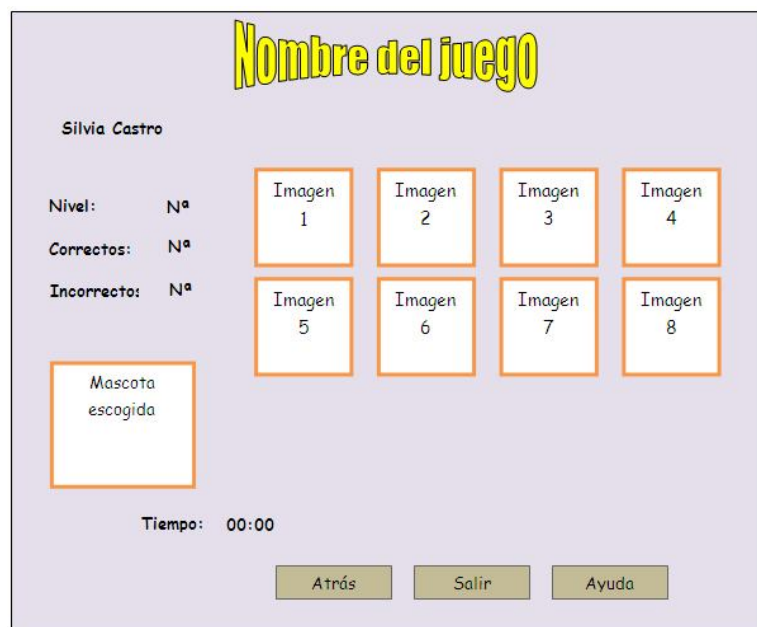 Nombre del juego
Silvia Castro
Nivel: Nª
Correctos: Nª
Incorrecto:
Nª
Imagen
1
Imagen
2
Imagen
3
Imagen
4
Imagen
5
Imagen
6
Imagen
7
Imagen
8
Mascota
escogida
Tiempo: 00:00
Atrás
Salir
Ayuda